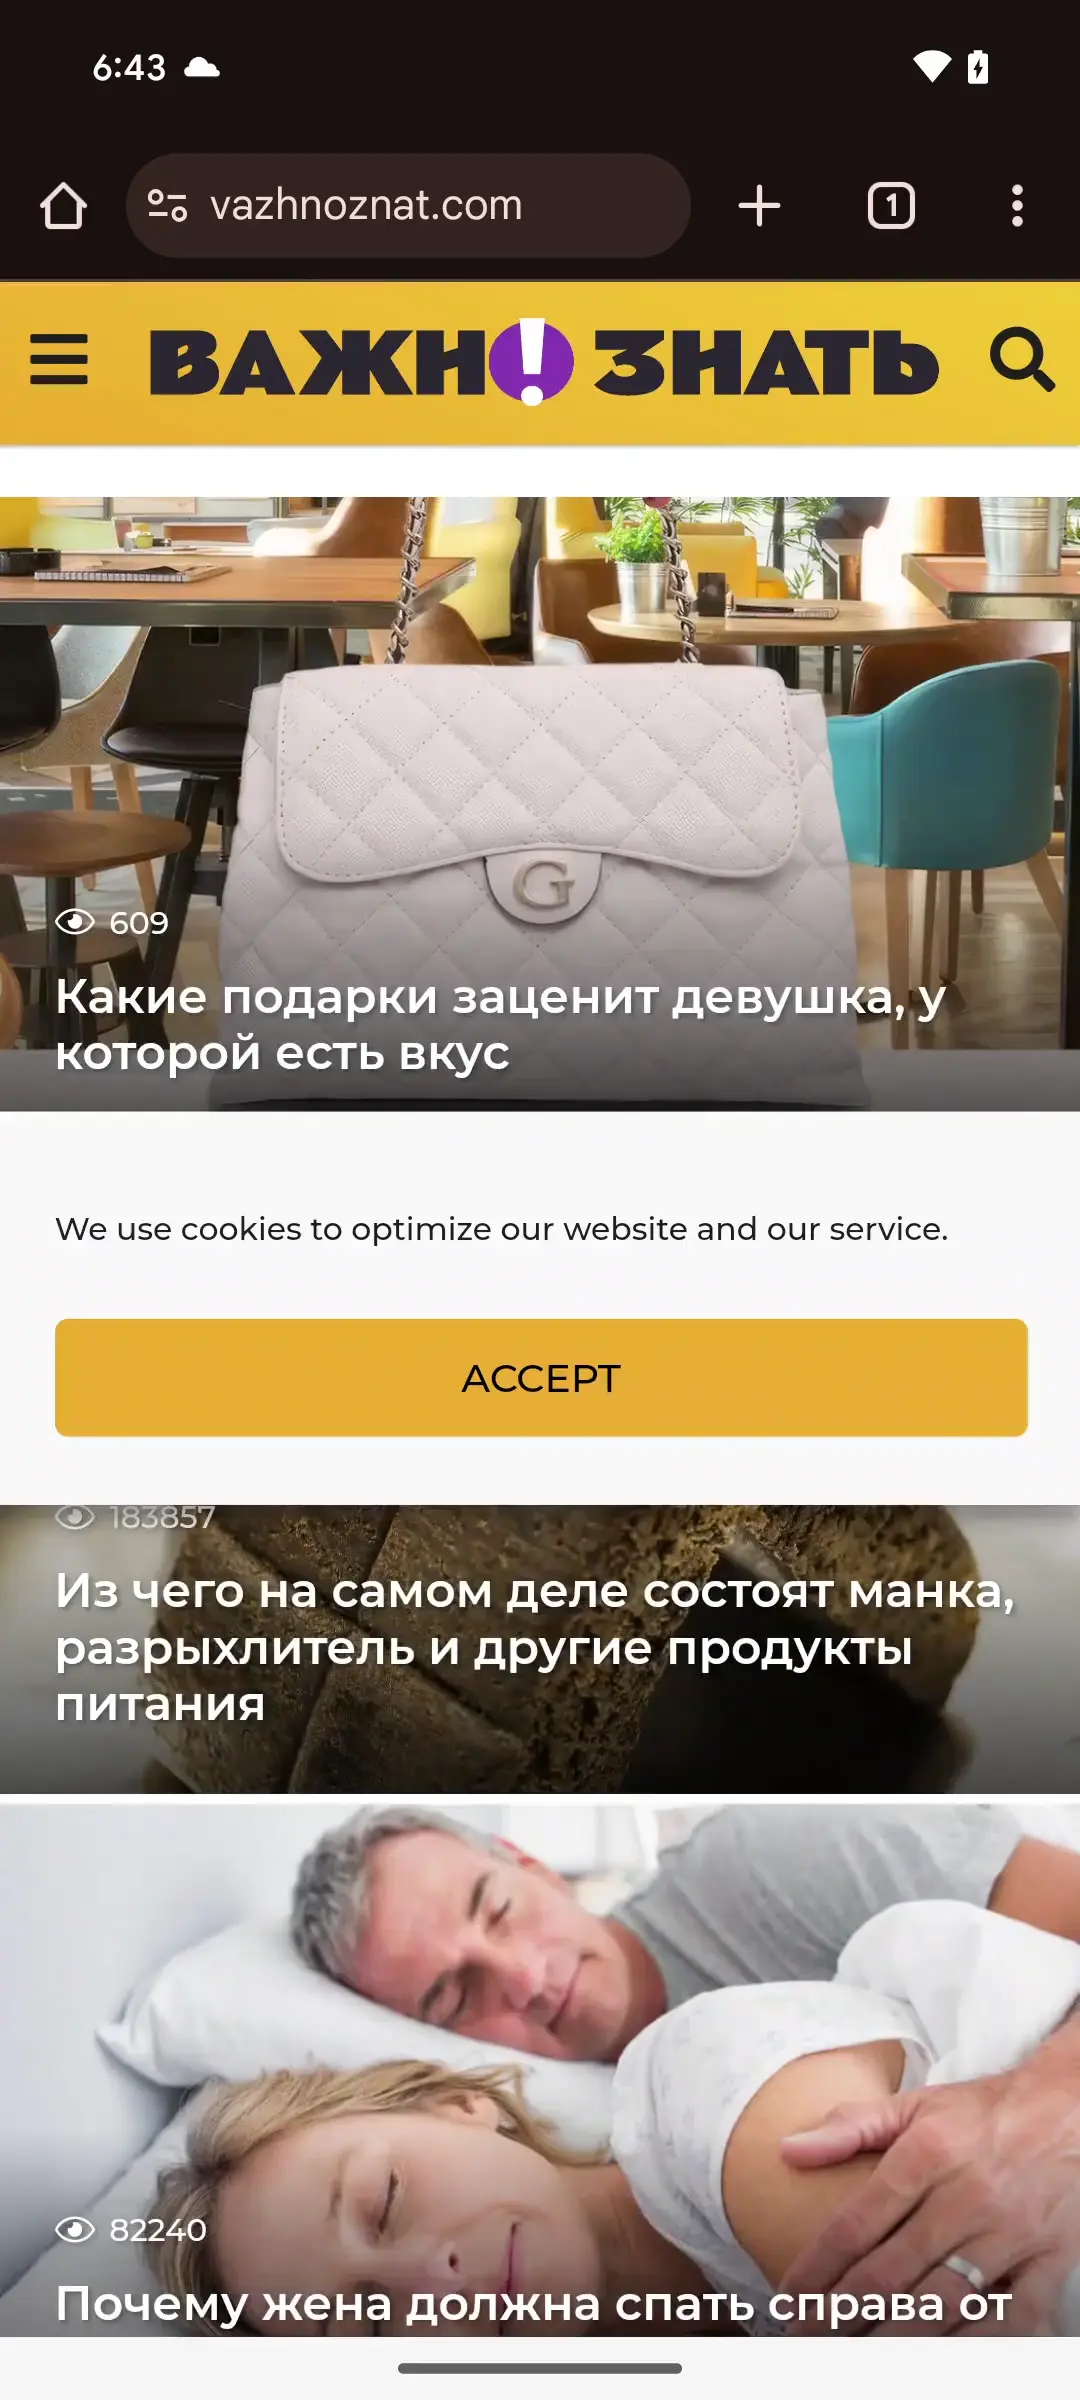 6:43
vazhnoznat.com
1
ВАЖН! ЗНАТЬ
G
609
Какие подарки заценит девушка, у
которой есть вкус
We use cookies to optimize our website and our service.
ACCEPT
183857
Из чего на самом деле состоят манка,
разрыхлитель и другие продукты
питания
82240
Почему жена должна спать справа от